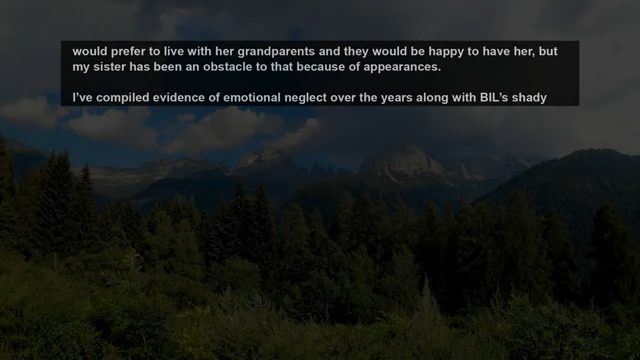 would prefer to live with her grandparents and they would be happy to have her, but
my sister has been an obstacle to that because of appearances.
I've compiled evidence of emotional neglect over the years along with BIL's shady